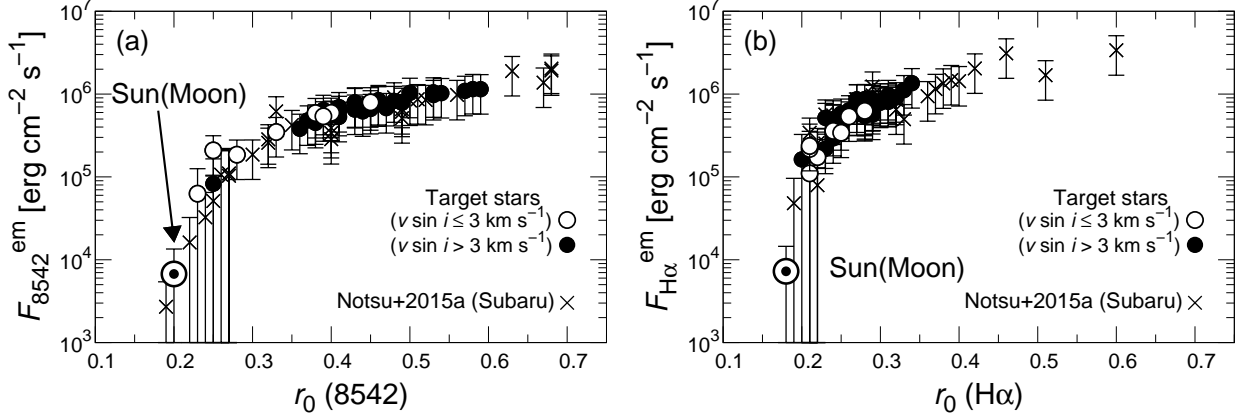 (a)
Sun(Moon)
Target stars
(v sin i ≤ 3 km s⁻¹)
(v sin i > 3 km s⁻¹)
Notsu+2015a (Subaru)
F₈₅₄₂ᵉᵐ [erg cm⁻² s⁻¹]
10⁷
10⁶
10⁵
10⁴
10³
0.1 0.2 0.3 0.4 0.5 0.6 0.7
r₀ (8542)
(b)
Target stars
(v sin i ≤ 3 km s⁻¹)
(v sin i > 3 km s⁻¹)
Sun(Moon)
Notsu+2015a (Subaru)
F_Hαᵉᵐ [erg cm⁻² s⁻¹]
10⁷
10⁶
10⁵
10⁴
10³
0.1 0.2 0.3 0.4 0.5 0.6 0.7
r₀ (Hα)